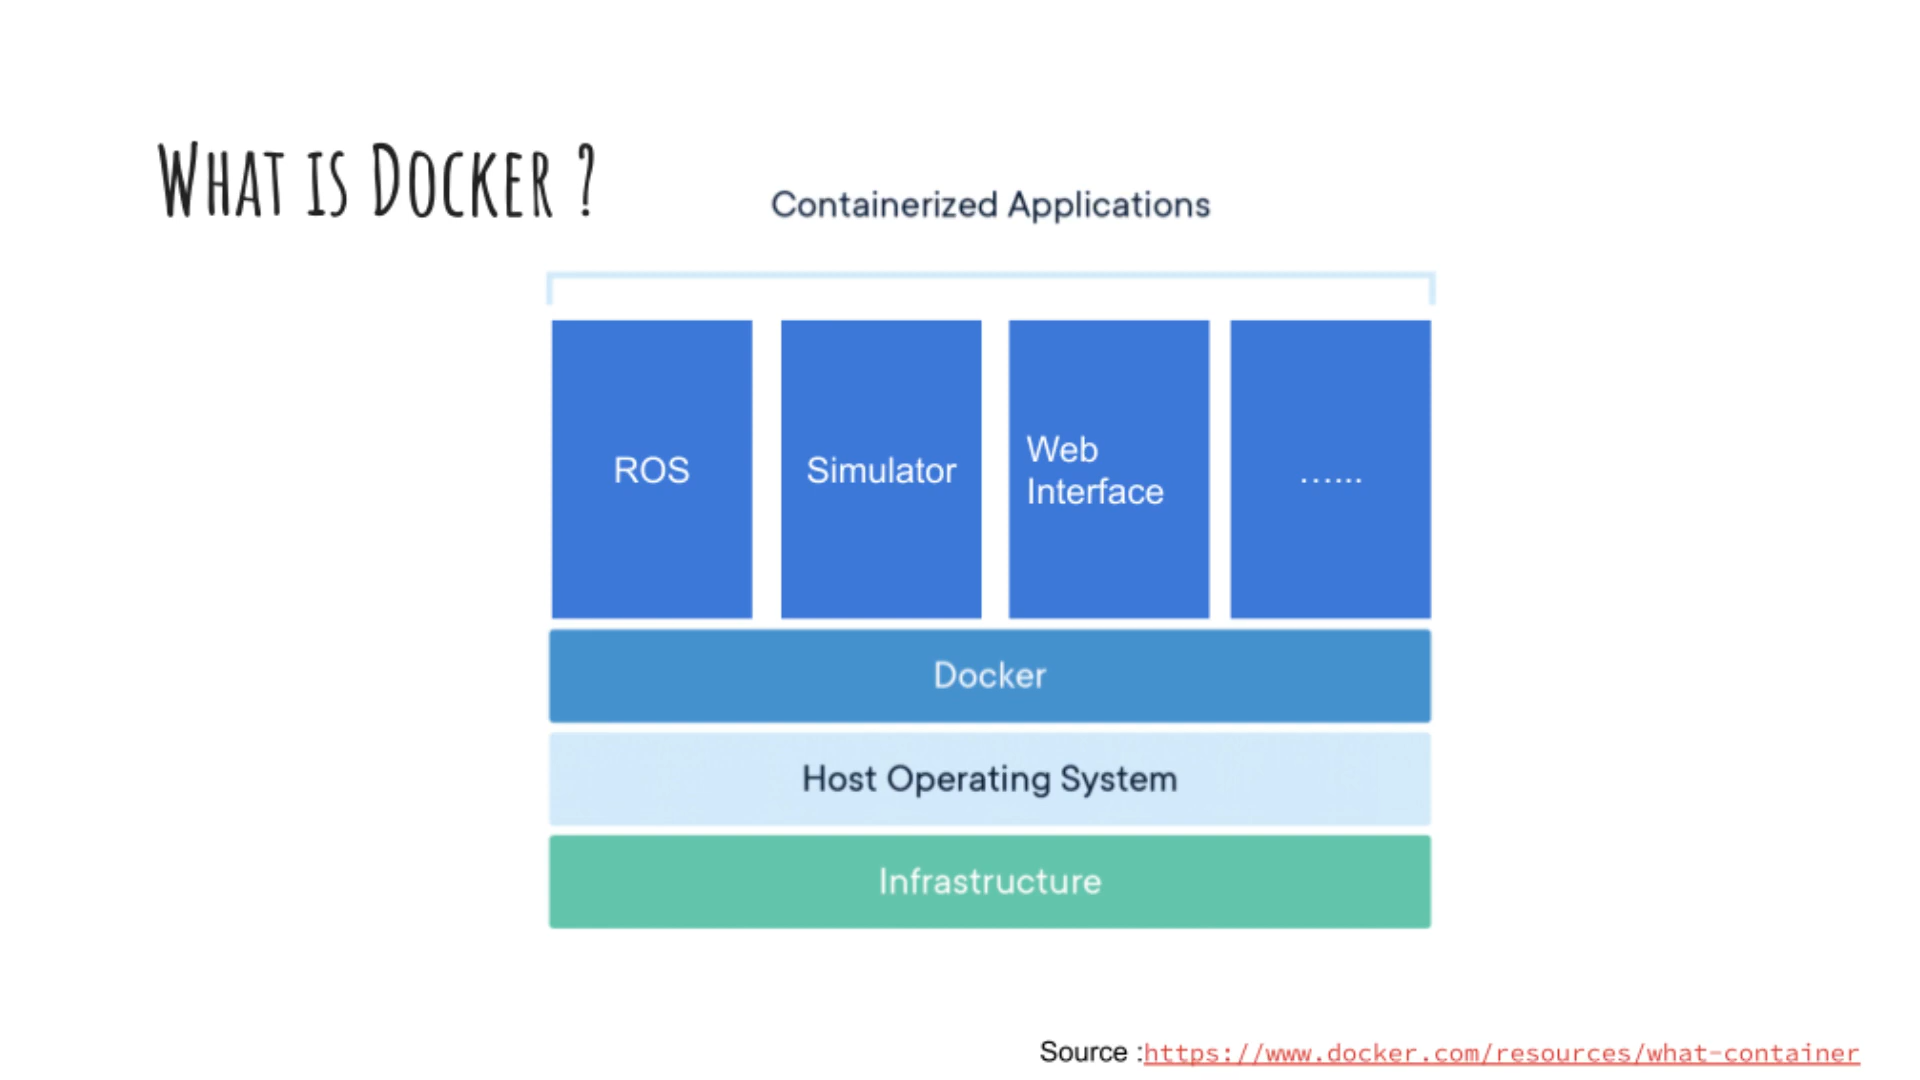 What is Docker ?
Containerized Applications
ROS
Simulator
Web
Interface
…...
Docker
Host Operating System
Infrastructure
Source :https://www.docker.com/resources/what-container